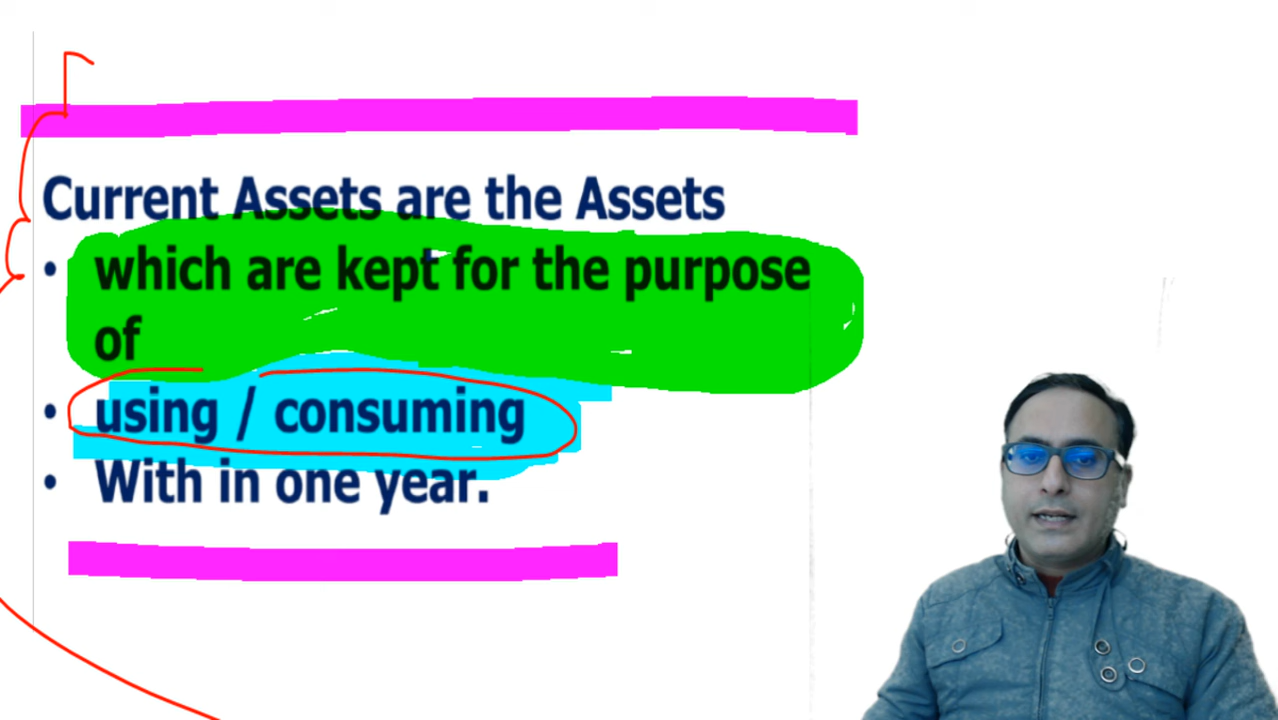 Current Assets are the Assets
• which are kept for the purpose
of
• using / consuming
• With in one year.